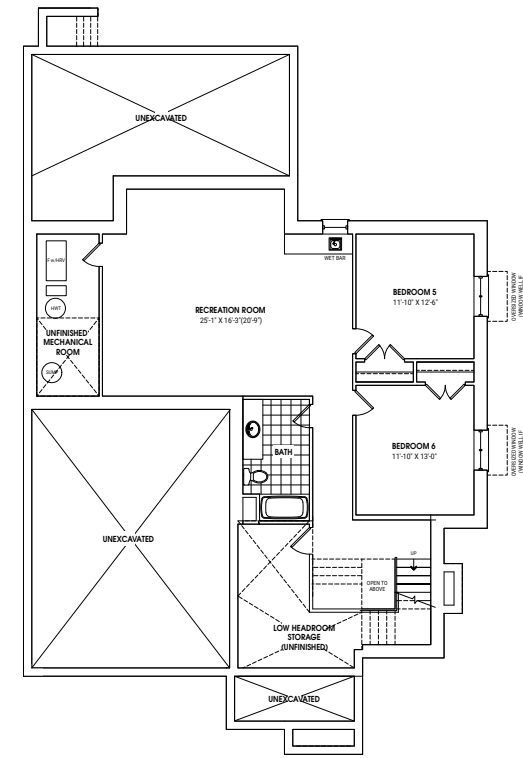 UNEXCAVATED
WET BAR
Fw/HRV
BEDROOM 5
11'-10" X 12'-6"
OVERSIZED WINDOW
(WINDOW WELL IF
HWT
RECREATION ROOM
25'-1" X 16'-3"(20'-9")
UNFINISHED
MECHANICAL
ROOM
SUMP
BEDROOM 6
11'-10" X 13'-0"
OVERSIZED WINDOW
(WINDOW WELL IF
BATH
UNEXCAVATED
UP
OPEN TO
ABOVE
LOW HEADROOM
STORAGE
(UNFINISHED)
UNEXCAVATED